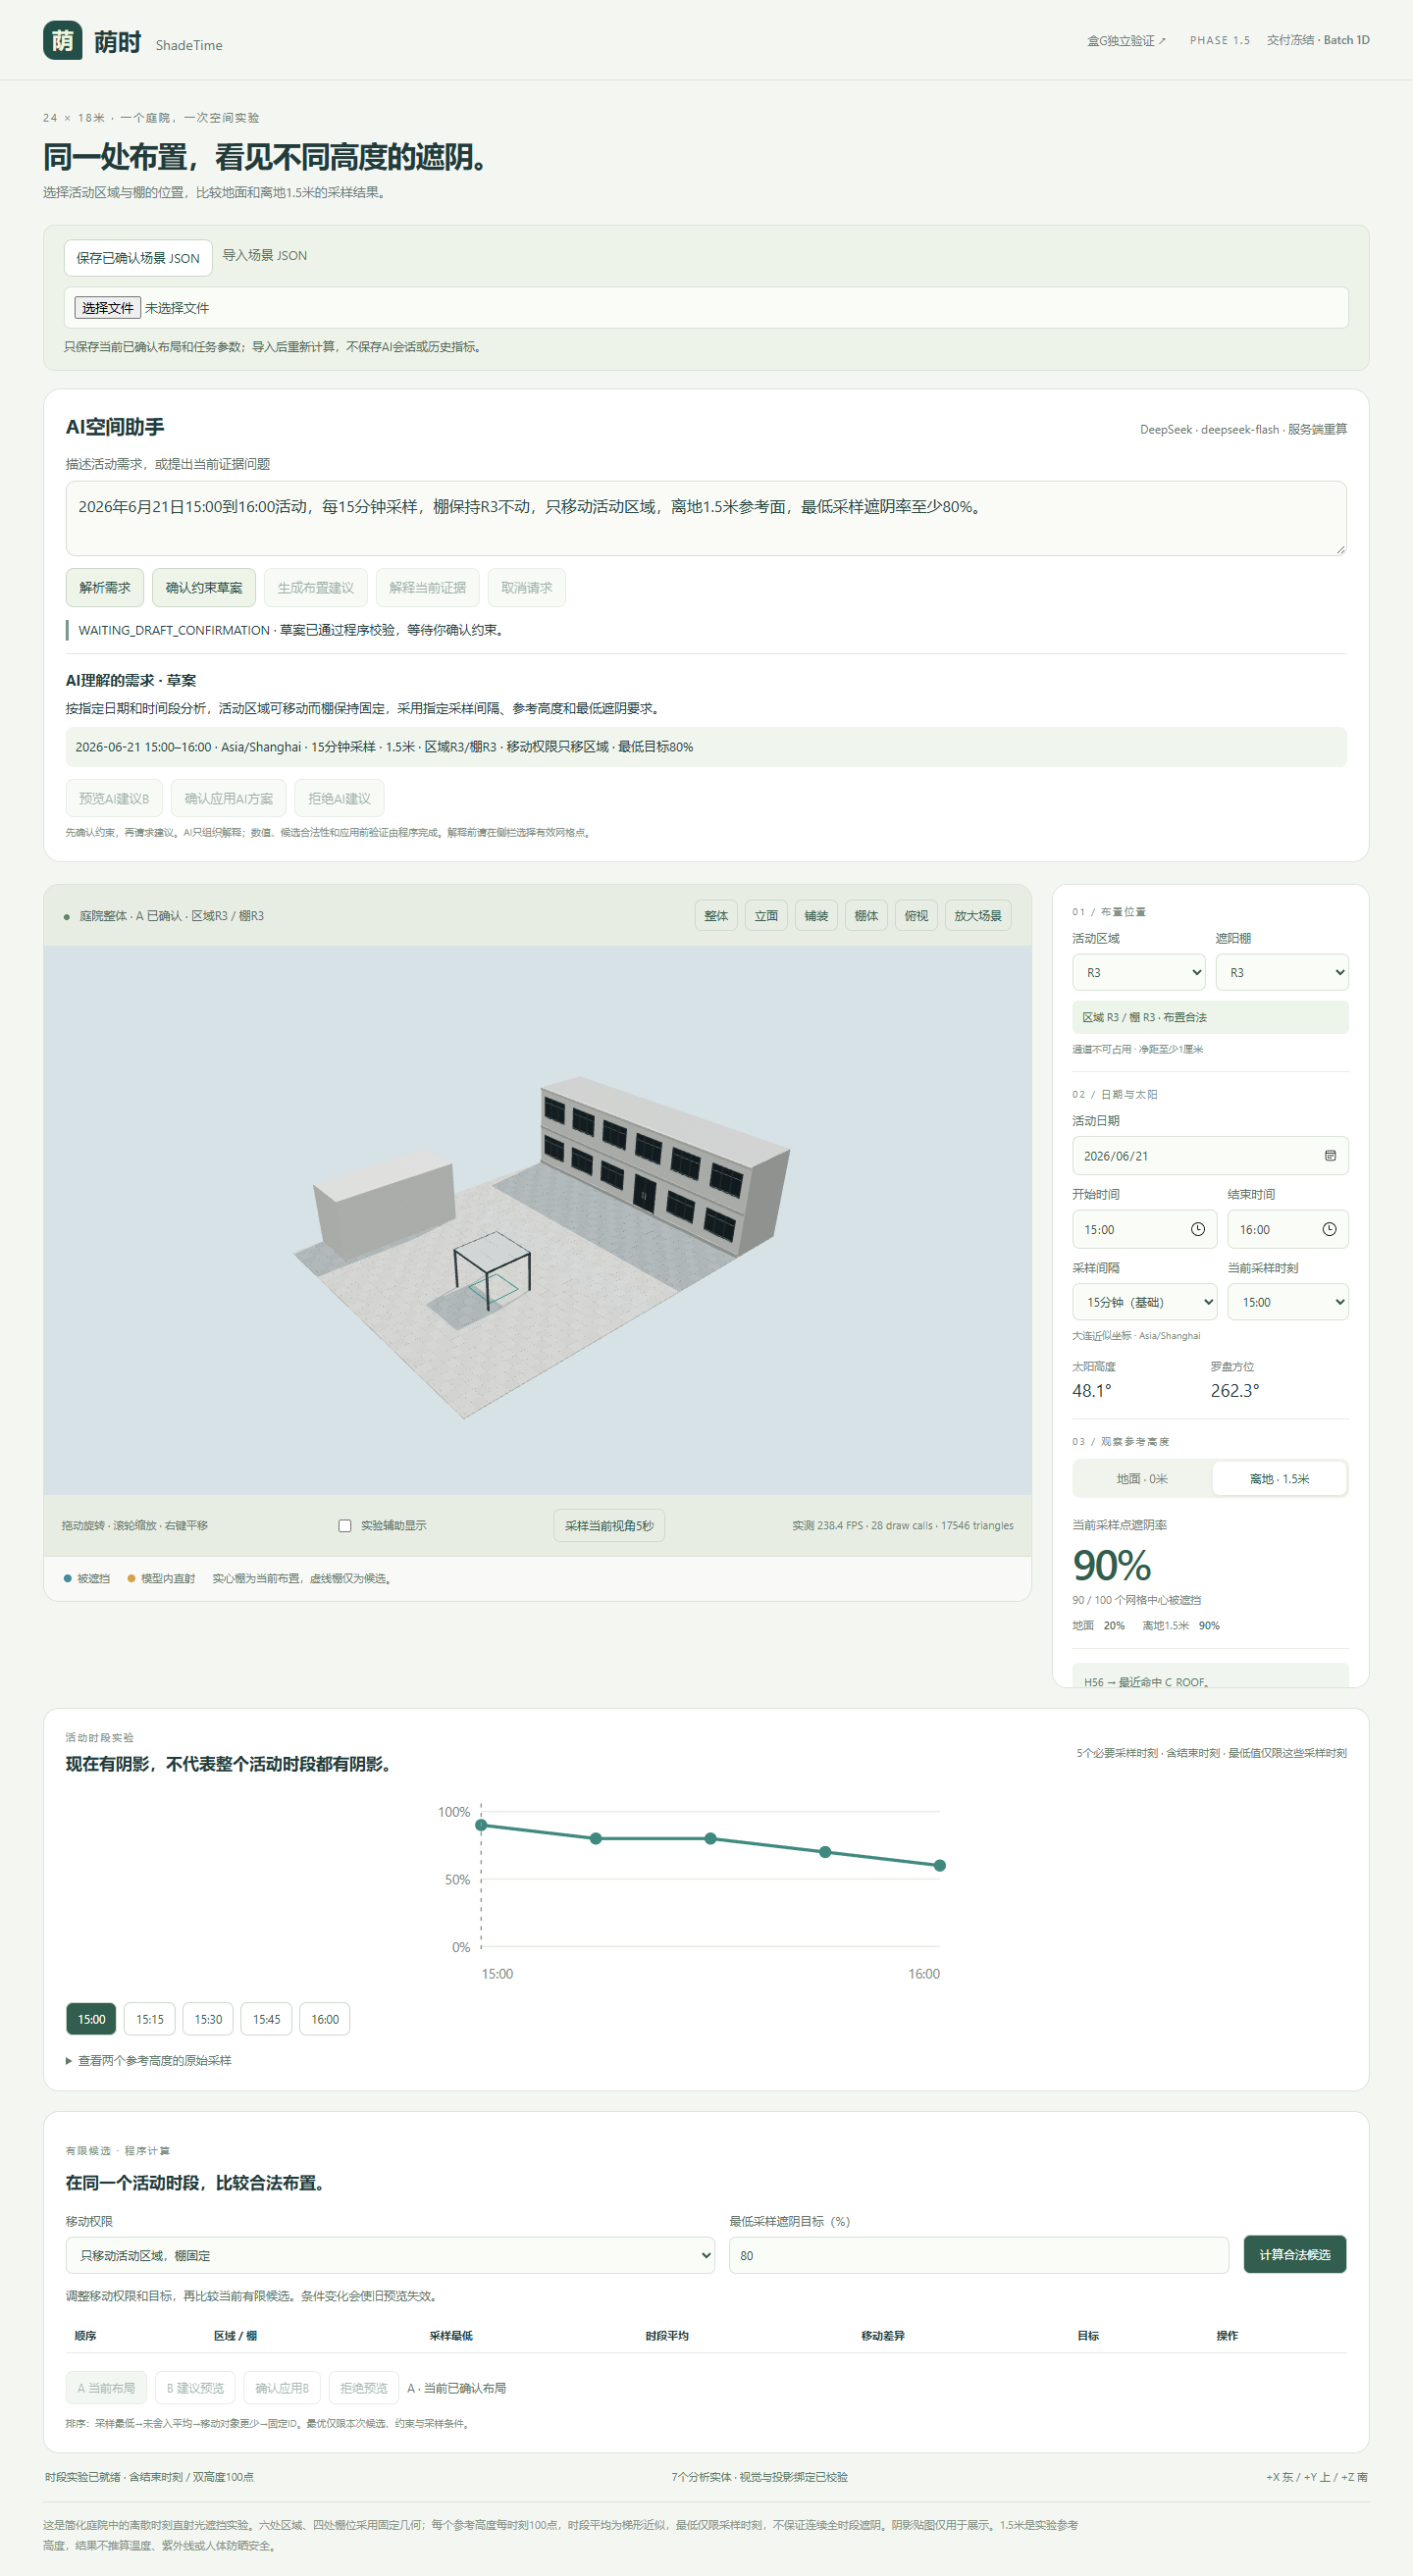 荫 荫时 ShadeTime 盒G独立验证 ↗ PHASE 1.5 交付冻结 · Batch 1D
24 × 18米 · 一个庭院，一次空间实验
同一处布置，看见不同高度的遮阴。
选择活动区域与棚的位置，比较地面和离地1.5米的采样结果。
保存已确认场景 JSON 导入场景 JSON
选择文件 未选择文件
只保存当前已确认布局和任务参数；导入后重新计算，不保存AI会话或历史指标。
AI空间助手 DeepSeek · deepseek-flash · 服务端重算
描述活动需求，或提出当前证据问题
2026年6月21日15:00到16:00活动，每15分钟采样，棚保持R3不动，只移动活动区域，离地1.5米参考面，最低采样遮阴率至少80%。
解析需求 确认约束草案 生成布置建议 解释当前证据 取消请求
WAITING_DRAFT_CONFIRMATION · 草案已通过程序校验，等待你确认约束。
AI理解的需求 · 草案
按指定日期和时间段分析，活动区域可移动而棚保持固定，采用指定采样间隔、参考高度和最低遮阴要求。
2026-06-21 15:00–16:00 · Asia/Shanghai · 15分钟采样 · 1.5米 · 区域R3/棚R3 · 移动权限只移区域 · 最低目标80%
预览AI建议B 确认应用AI方案 拒绝AI建议
先确认约束，再请求建议。AI只组织解释；数值、候选合法性和应用前验证由程序完成。解释前请在侧栏选择有效网格点。
庭院整体 · A 已确认 · 区域R3 / 棚R3 整体 立面 铺装 棚体 俯视 放大场景
拖动旋转 · 滚轮缩放 · 右键平移 实验辅助显示 采样当前视角5秒 实测 238.4 FPS · 28 draw calls · 17546 triangles
被遮挡 模型内直射 实心棚为当前布置，虚线棚仅为候选。
01 / 布置位置
活动区域 遮阳棚
R3 R3
区域 R3 / 棚 R3 · 布置合法
通道不可占用 · 净距至少1厘米
02 / 日期与太阳
活动日期
2026/06/21
开始时间 结束时间
15:00 16:00
采样间隔 当前采样时刻
15分钟（基础） 15:00
大连近似坐标 · Asia/Shanghai
太阳高度 罗盘方位
48.1° 262.3°
03 / 观察参考高度
地面 · 0米 离地 · 1.5米
当前采样点遮阴率
90%
90 / 100 个网格中心被遮挡
地面 20% 离地1.5米 90%
H56 → 最近命中 C_ROOF。
活动时段实验
现在有阴影，不代表整个活动时段都有阴影。 5个必要采样时刻 · 含结束时刻 · 最低值仅限这些采样时刻
100%
50%
0%
15:00 16:00
15:00 15:15 15:30 15:45 16:00
▶ 查看两个参考高度的原始采样
有限候选 · 程序计算
在同一个活动时段，比较合法布置。
移动权限 最低采样遮阴目标（%）
只移动活动区域，棚固定 80 计算合法候选
调整移动权限和目标，再比较当前有限候选。条件变化会使旧预览失效。
顺序 区域 / 棚 采样最低 时段平均 移动差异 目标 操作
A 当前布局 B 建议预览 确认应用B 拒绝预览 A · 当前已确认布局
排序：采样最低→未舍入平均→移动对象更少→固定ID。最优仅限本次候选、约束与采样条件。
时段实验已就绪 · 含结束时刻 / 双高度100点 7个分析实体 · 视觉与投影绑定已校验 +X 东 / +Y 上 / +Z 南
这是简化庭院中的离散时刻直射光遮挡实验。六处区域、四处棚位采用固定几何；每个参考高度每时刻100点，时段平均为梯形近似，最低仅限采样时刻，不保证连续全时段遮阴。阴影贴图仅用于展示。1.5米是实验参考
高度，结果不推算温度、紫外线或人体防晒安全。